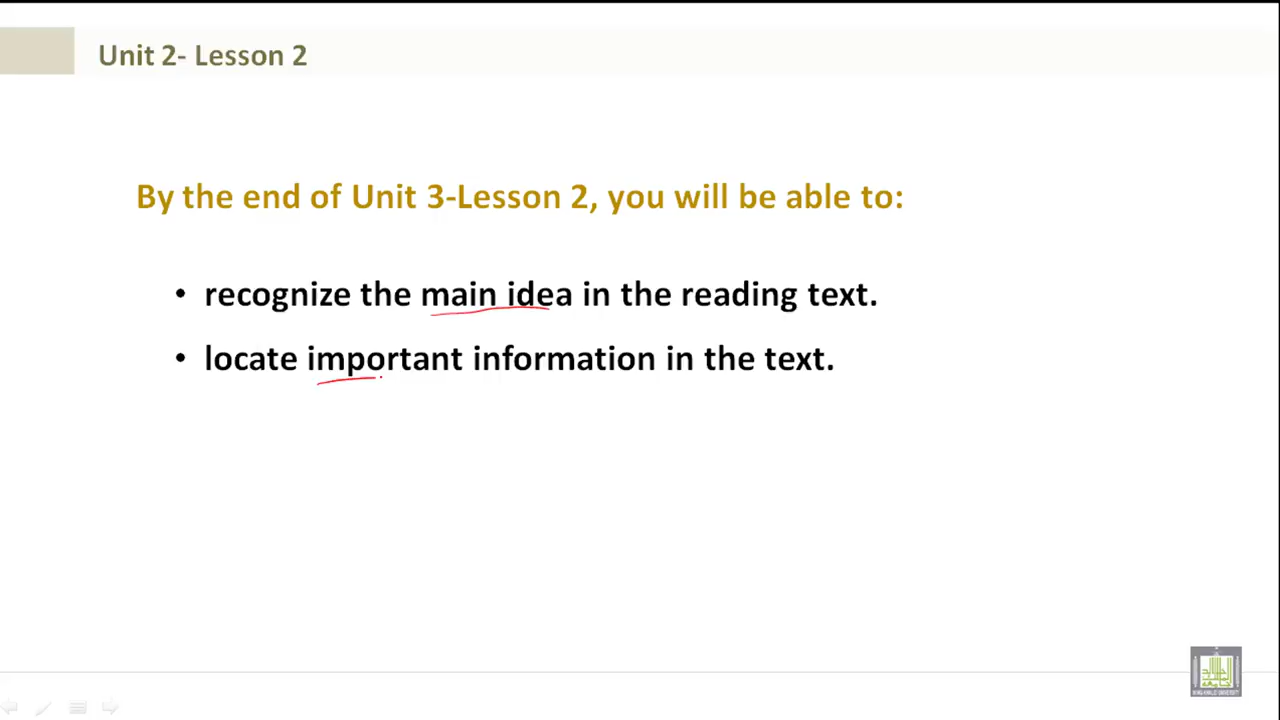 Unit 2- Lesson 2
By the end of Unit 3-Lesson 2, you will be able to:
• recognize the main idea in the reading text.
• locate important information in the text.